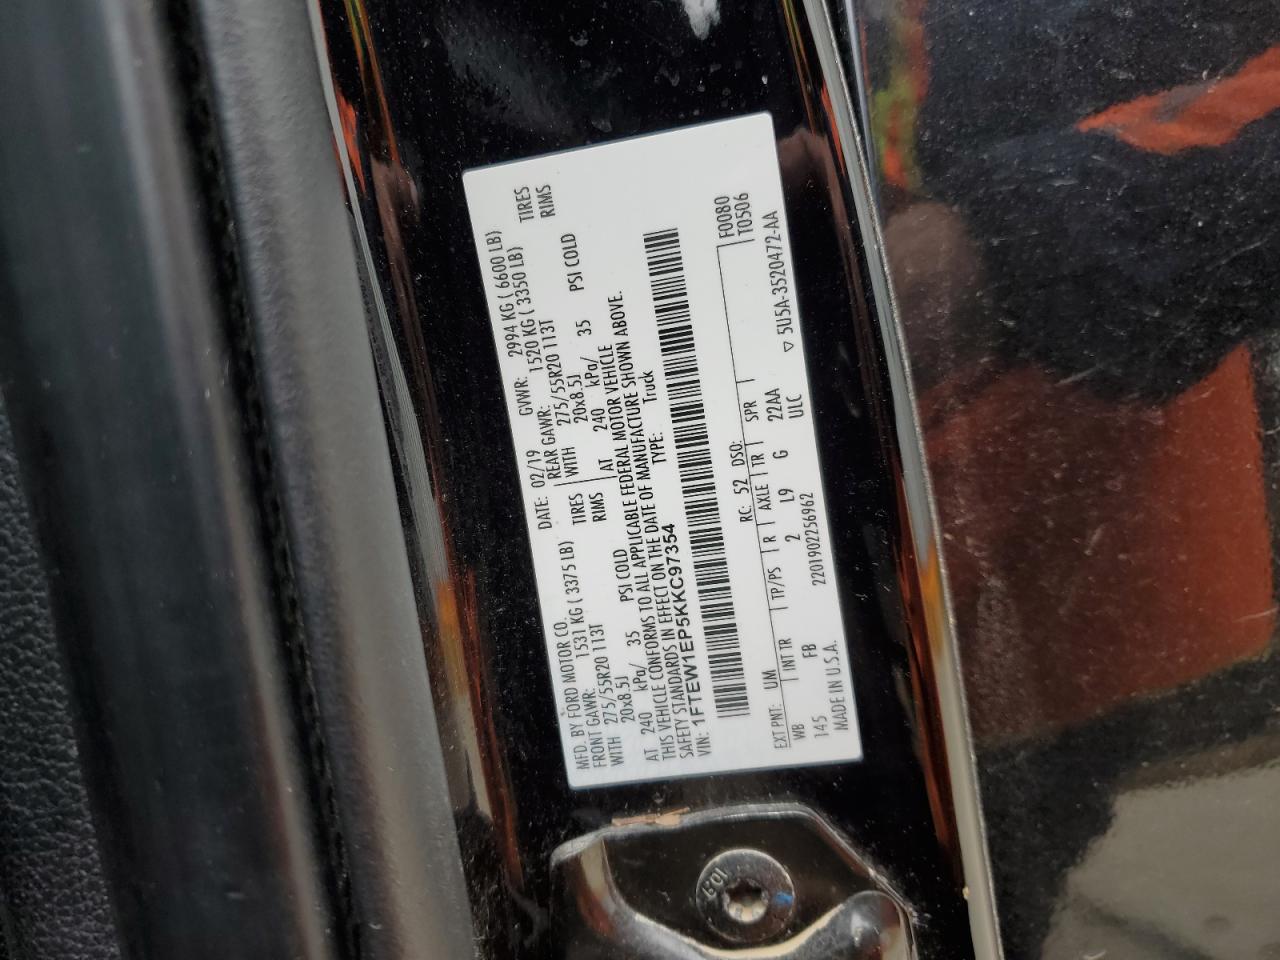 MFD. BY FORD MOTOR CO.
DATE: 02/19 GVWR: 2994 KG ( 6600 LB)
FRONT GAWR: 1531 KG ( 3375 LB) REAR GAWR: 1520 KG ( 3350 LB)
WITH 275/55R20 113T TIRES WITH 275/55R20 113T TIRES
20x8.5J RIMS 20x8.5J RIMS
AT 240 kPa/ 35 PSI COLD AT 240 kPa/ 35 PSI COLD
THIS VEHICLE CONFORMS TO ALL APPLICABLE FEDERAL MOTOR VEHICLE
SAFETY STANDARDS IN EFFECT ON THE DATE OF MANUFACTURE SHOWN ABOVE.
VIN: 1FTEW1EP5KKC97354 TYPE: Truck
F0080
EXT PNT: UM RC: 52 DSO: T0506
WB INT TR TP/PS R AXLE TR SPR
145 FB 2 L9 G 22AA
ULC
MADE IN U.S.A. 2201902256962 ▽ 5U5A-3520472-AA
10.9